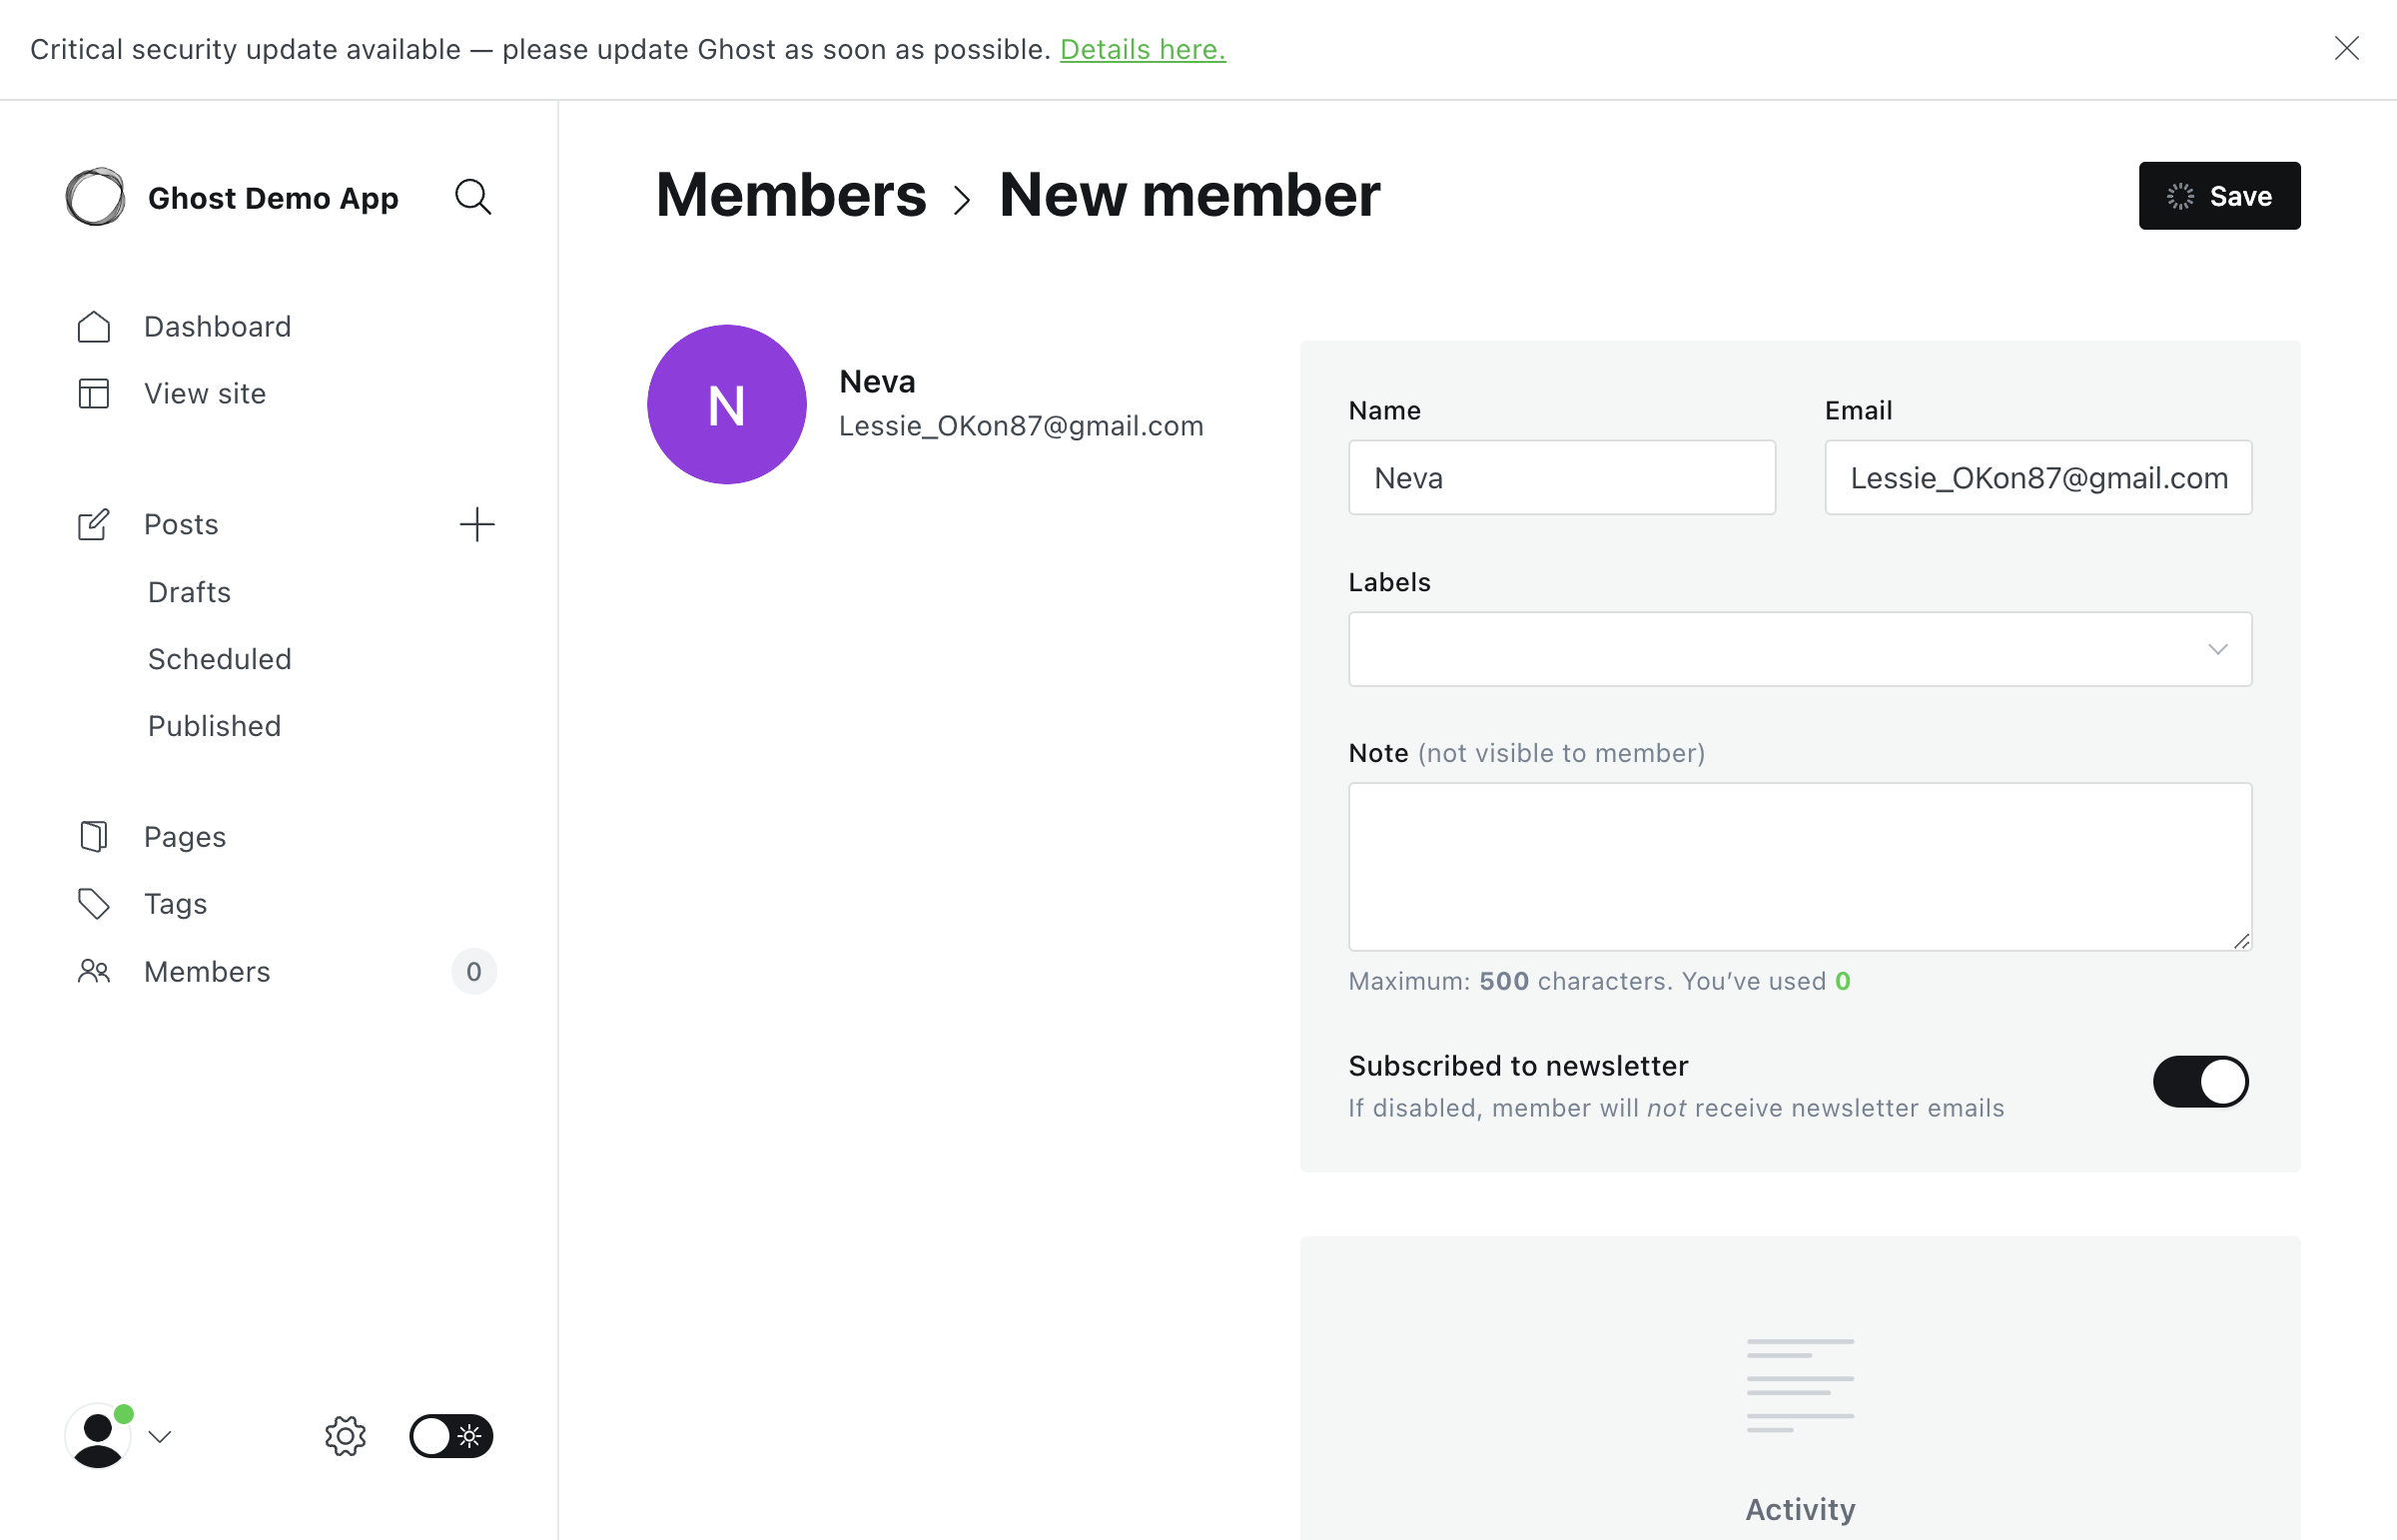 Critical security update available — please update Ghost as soon as possible. Details here.
Ghost Demo App
Dashboard
View site
Posts
Drafts
Scheduled
Published
Pages
Tags
Members 0
Members > New member
Save
N
Neva
Lessie_OKon87@gmail.com
Name
Neva
Email
Lessie_OKon87@gmail.com
Labels
Note (not visible to member)
Maximum: 500 characters. You’ve used 0
Subscribed to newsletter
If disabled, member will not receive newsletter emails
Activity